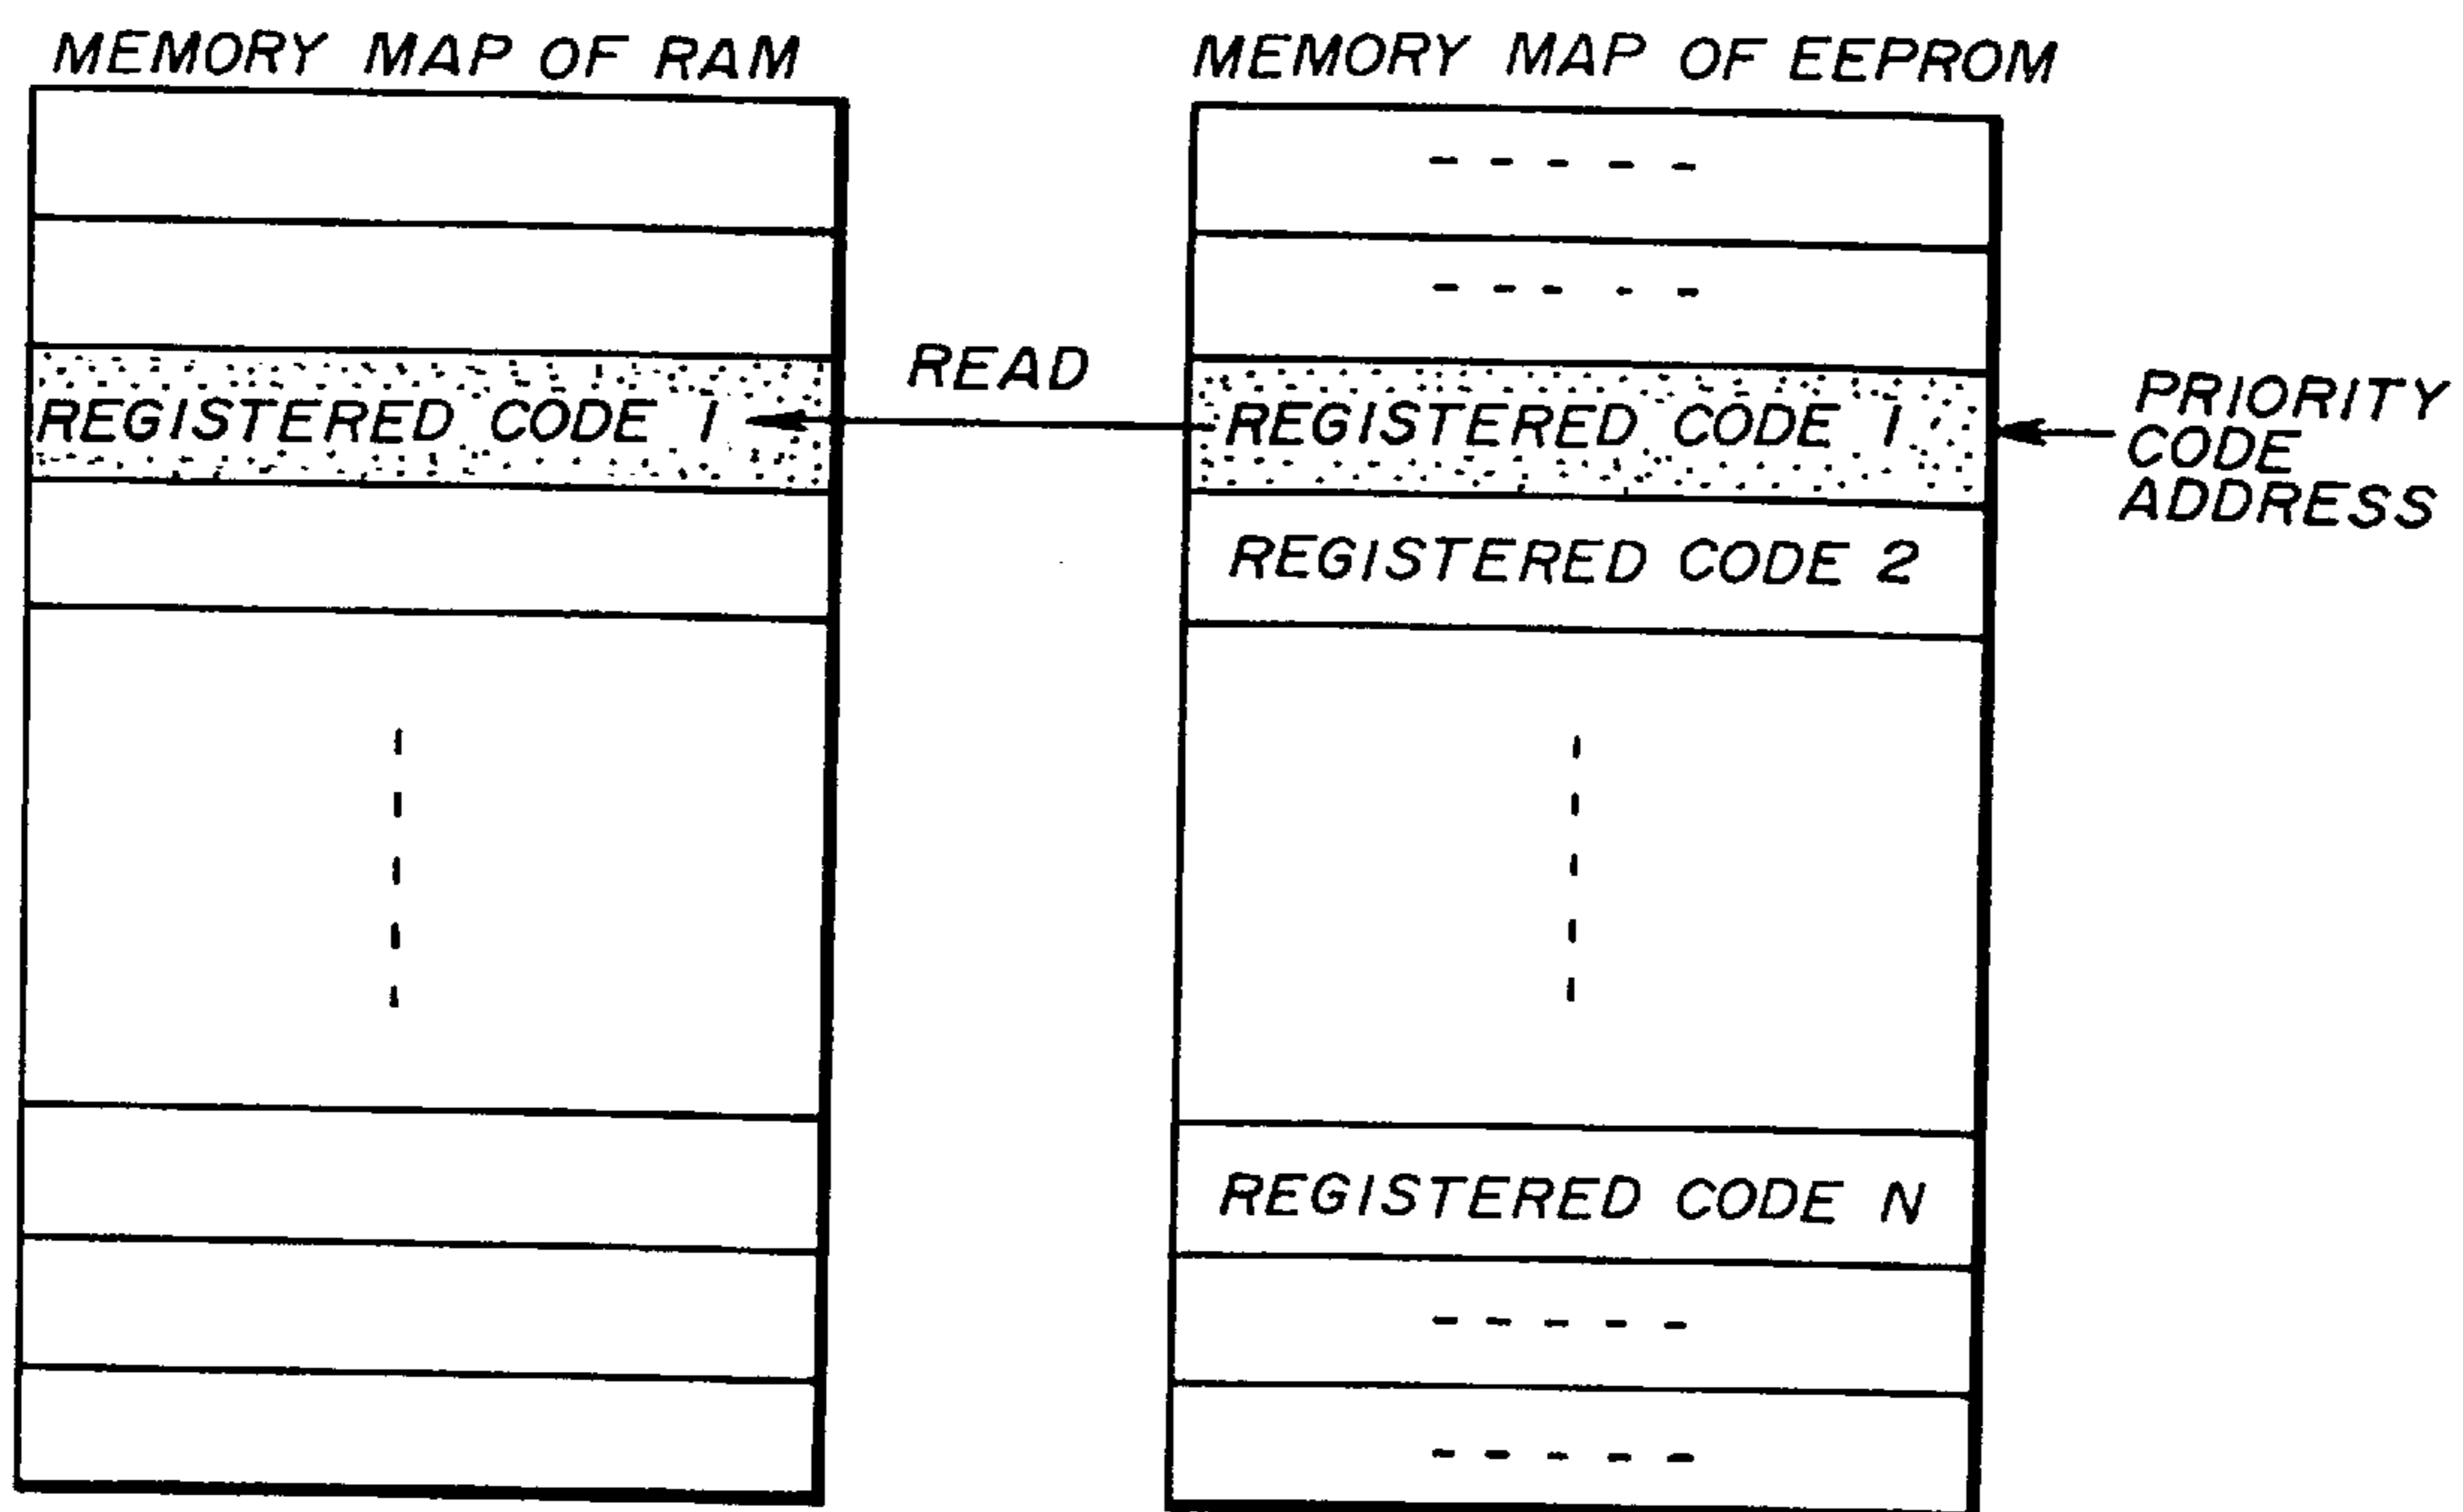 MEMORY MAP OF RAM
MEMORY MAP OF EEPROM
READ
REGISTERED CODE 1
REGISTERED CODE 1
PRIORITY
CODE
ADDRESS
REGISTERED CODE 2
REGISTERED CODE N